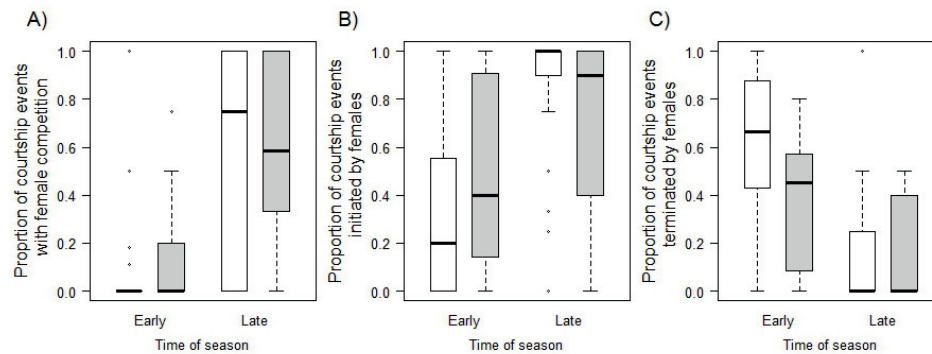 A)
Proprtion of courtship events
with female competition
1.0
0.8
0.6
0.4
0.2
0.0
Early
Late
Time of season
B)
Proportion of courtship events
initiated by females
1.0
0.8
0.6
0.4
0.2
0.0
Early
Late
Time of season
C)
Proportion of courtship events
terminated by females
1.0
0.8
0.6
0.4
0.2
0.0
Early
Late
Time of season